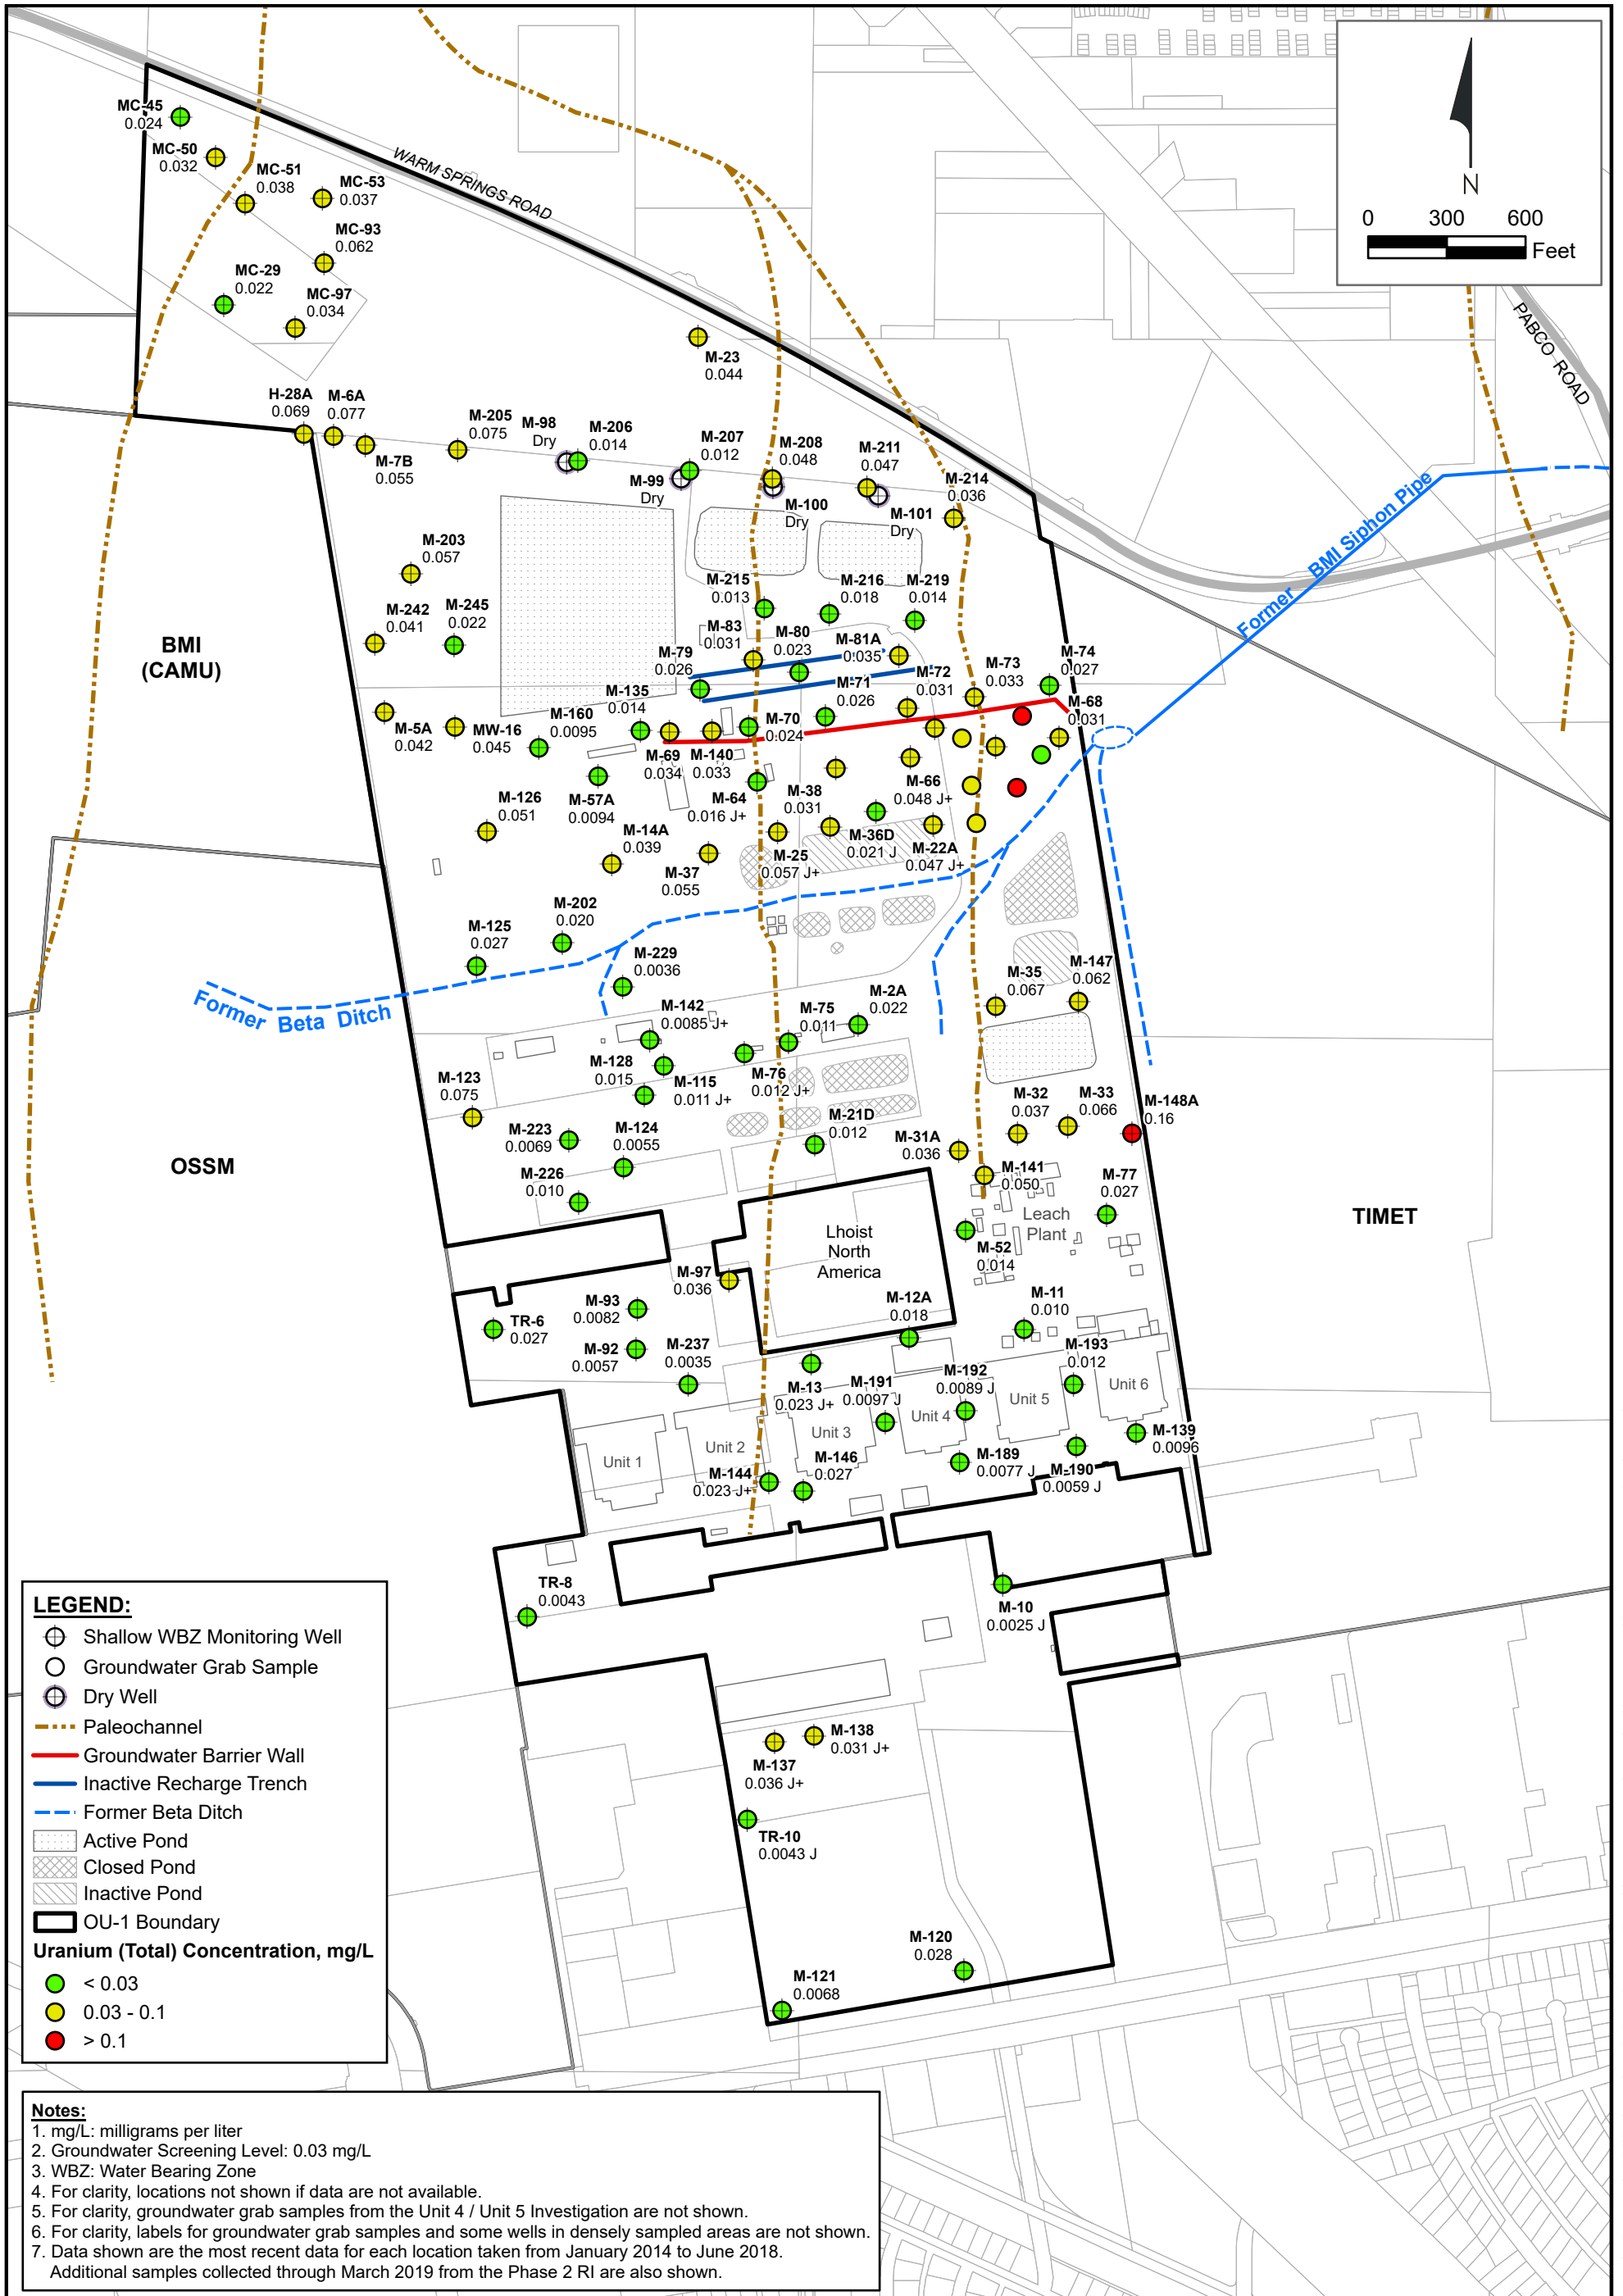 MC-45
0.024
MC-50
0.032
MC-51
0.038
MC-53
0.037
MC-93
0.062
MC-29
0.022
MC-97
0.034
WARM SPRINGS ROAD
N
0 300 600
Feet
PABCO ROAD
M-23
0.044
H-28A
0.069
M-6A
0.077
M-7B
0.055
M-205
0.075
M-98
Dry
M-206
0.014
M-99
Dry
M-207
0.012
M-208
0.048
M-100
Dry
M-211
0.047
M-101
Dry
M-214
0.036
Former BMI Siphon Pipe
M-203
0.057
M-242
0.041
M-245
0.022
M-215
0.013
M-216
0.018
M-219
0.014
BMI
(CAMU)
M-83
0.031
M-80
0.023
M-81A
0.035
M-79
0.026
M-72
0.031
M-73
0.033
M-74
0.027
M-135
0.014
M-71
0.026
M-68
0.031
M-5A
0.042
MW-16
0.045
M-160
0.0095
M-70
0.024
M-69
0.034
M-140
0.033
M-57A
0.0094
M-64
0.016 J+
M-38
0.031
M-66
0.048 J+
M-126
0.051
M-14A
0.039
M-37
0.055
M-25
0.057 J+
M-36D
0.021 J
M-22A
0.047 J+
M-202
0.020
M-125
0.027
M-229
0.0036
Former Beta Ditch
M-142
0.0085 J+
M-75
0.011
M-2A
0.022
M-35
0.067
M-147
0.062
M-128
0.015
M-115
0.011 J+
M-76
0.012 J+
M-123
0.075
M-223
0.0069
M-124
0.0055
M-21D
0.012
M-31A
0.036
M-32
0.037
M-33
0.066
M-148A
0.16
OSSM
M-226
0.010
M-141
0.050
M-77
0.027
Leach
Plant
TIMET
Lhoist
North
America
M-52
0.014
M-97
0.036
M-93
0.0082
M-12A
0.018
M-11
0.010
TR-6
0.027
M-92
0.0057
M-237
0.0035
M-13
0.023 J+
M-191
0.0097 J
M-192
0.0089 J
M-193
0.012
Unit 1
Unit 2
Unit 3
Unit 4
Unit 5
Unit 6
M-139
0.0096
M-144
0.023 J+
M-146
0.027
M-189
0.0077 J
M-190
0.0059 J
TR-8
0.0043
M-10
0.0025 J
M-138
0.031 J+
M-137
0.036 J+
TR-10
0.0043 J
M-120
0.028
M-121
0.0068
LEGEND:
Shallow WBZ Monitoring Well
Groundwater Grab Sample
Dry Well
Paleochannel
Groundwater Barrier Wall
Inactive Recharge Trench
Former Beta Ditch
Active Pond
Closed Pond
Inactive Pond
OU-1 Boundary
Uranium (Total) Concentration, mg/L
< 0.03
0.03 - 0.1
> 0.1
Notes:
1. mg/L: milligrams per liter
2. Groundwater Screening Level: 0.03 mg/L
3. WBZ: Water Bearing Zone
4. For clarity, locations not shown if data are not available.
5. For clarity, groundwater grab samples from the Unit 4 / Unit 5 Investigation are not shown.
6. For clarity, labels for groundwater grab samples and some wells in densely sampled areas are not shown.
7. Data shown are the most recent data for each location taken from January 2014 to June 2018.
Additional samples collected through March 2019 from the Phase 2 RI are also shown.